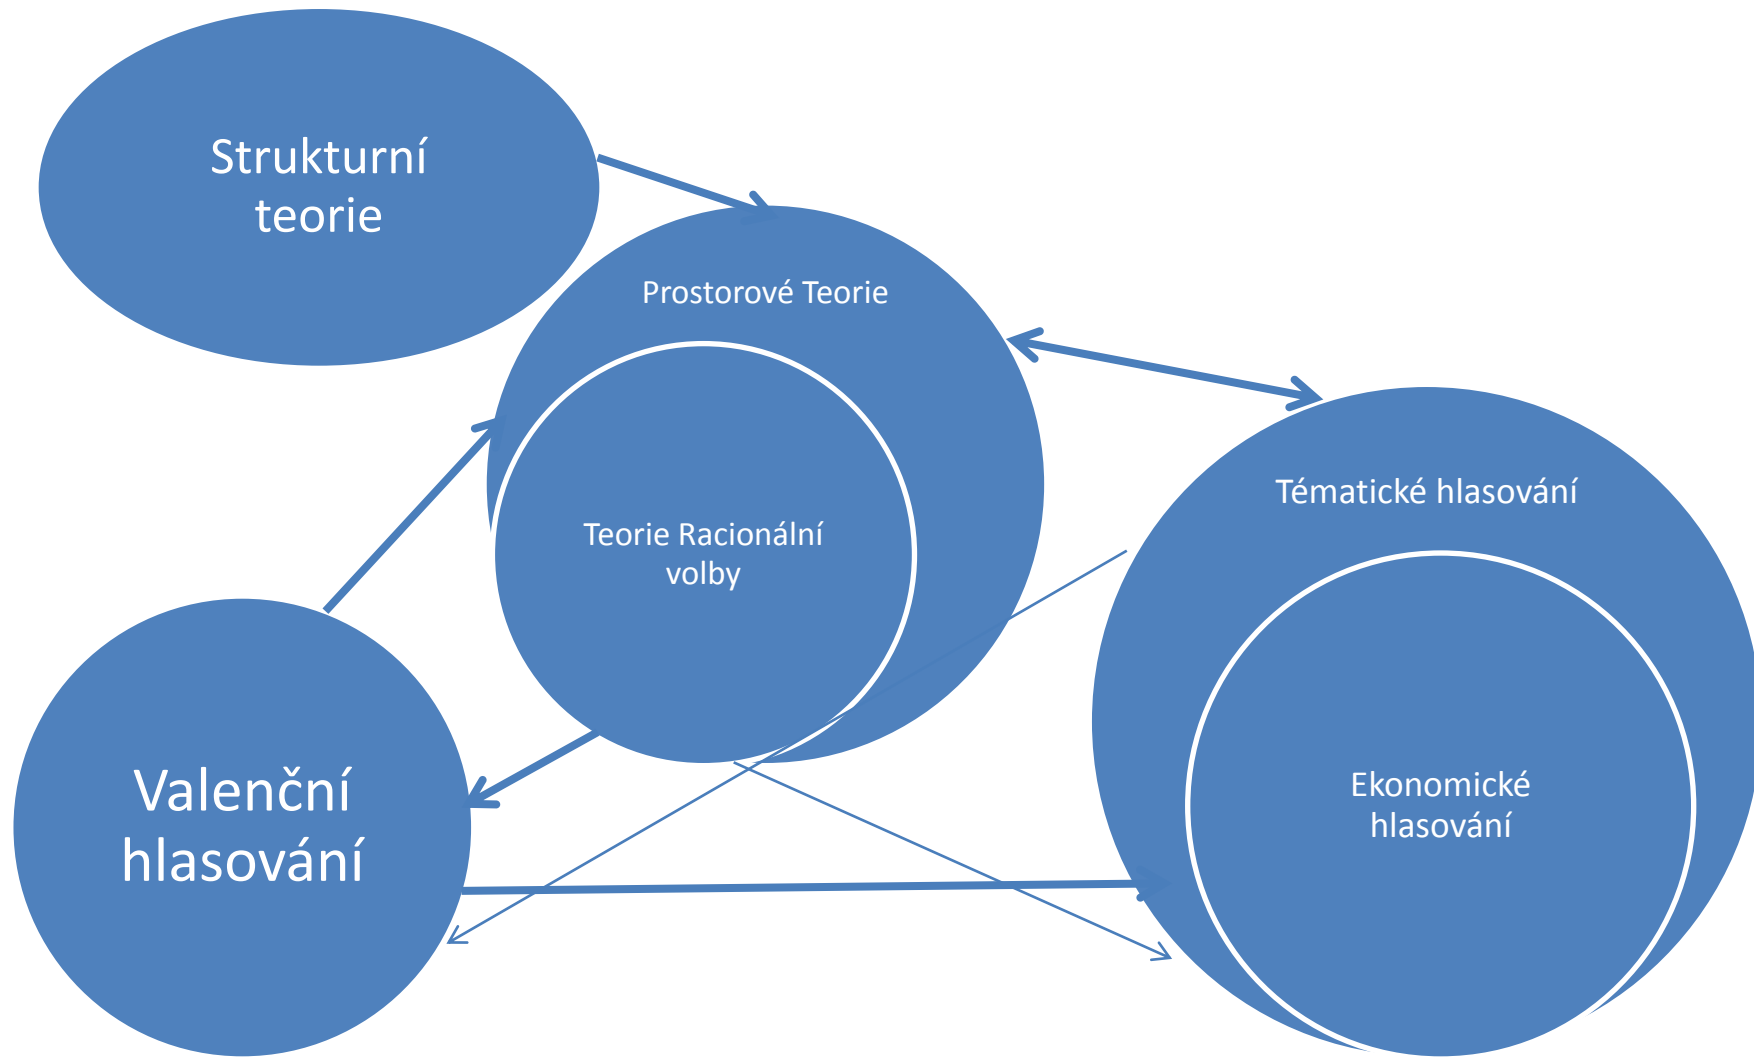 Strukturní
teorie
Prostorové Teorie
Teorie Racionální
volby
Tématické hlasování
Valenční
hlasování
Ekonomické
hlasování